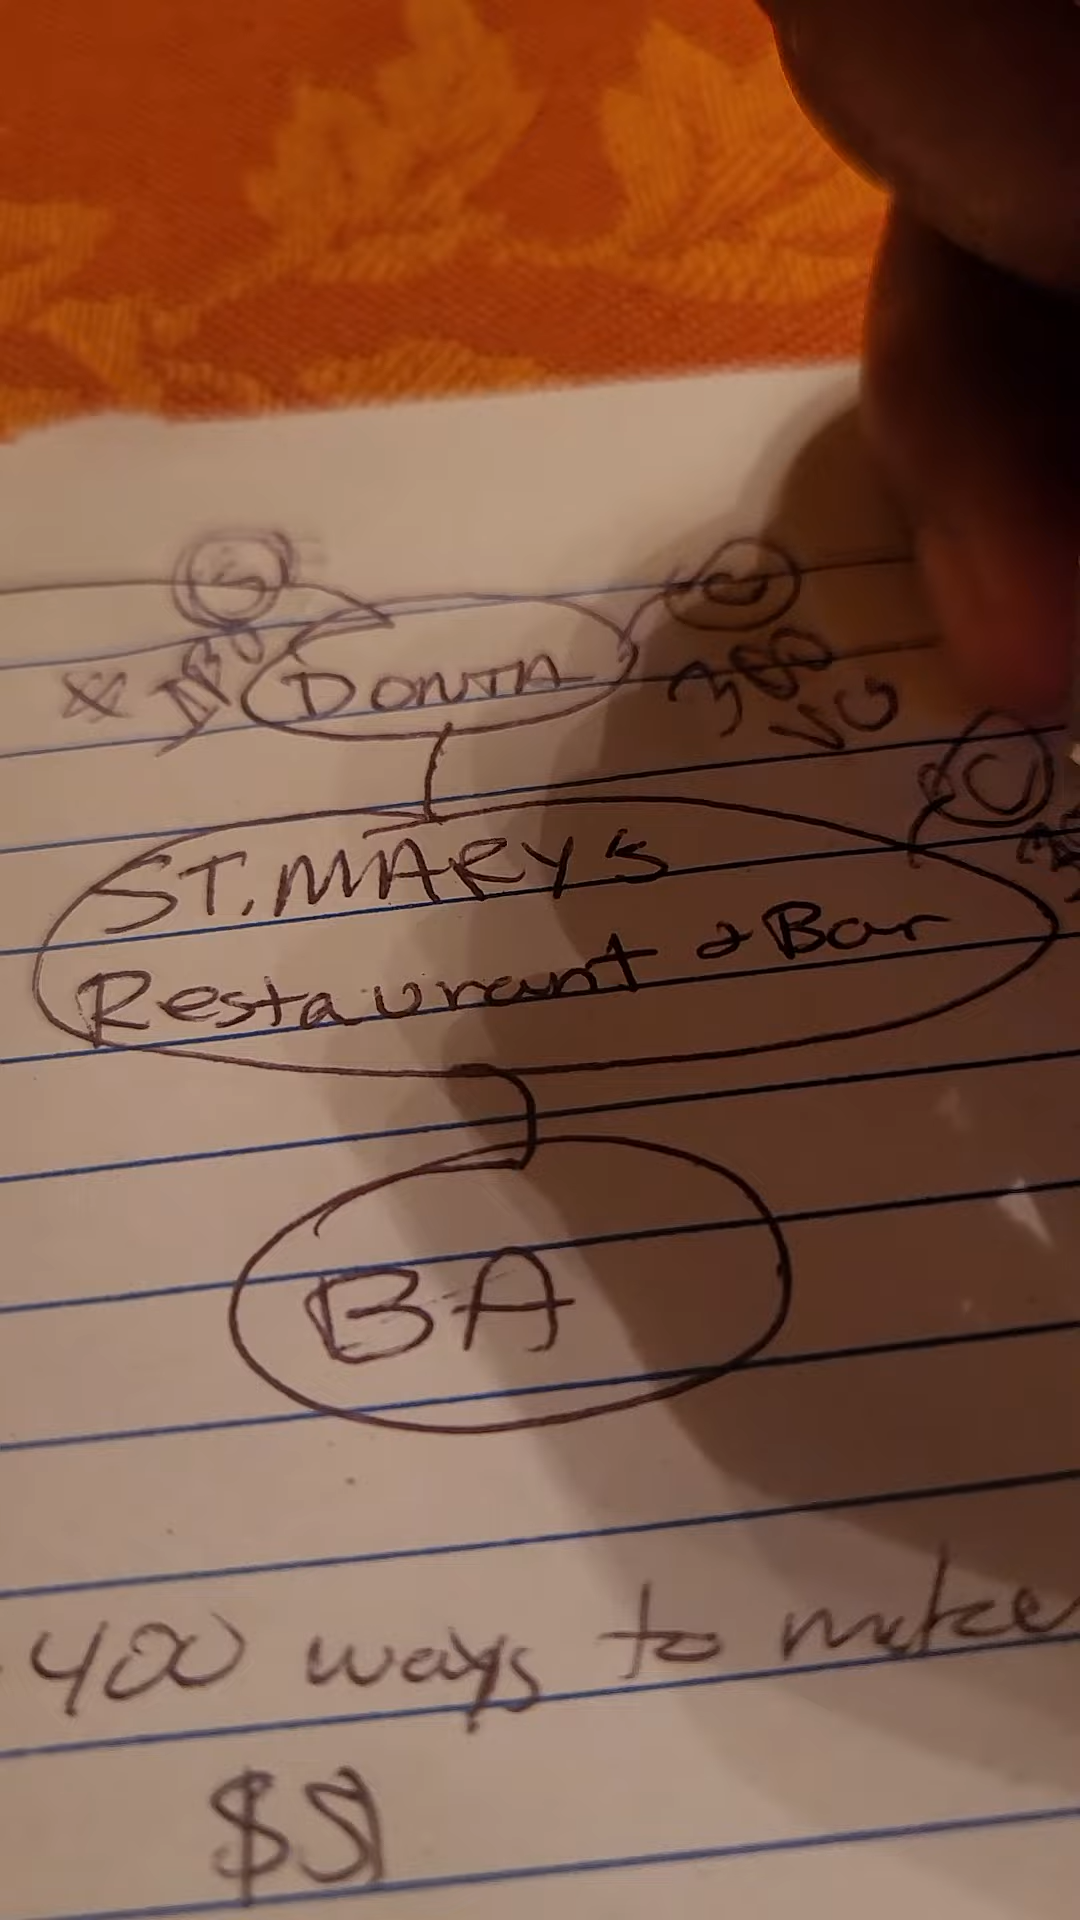 DONTA
ST. MARY'S
Restaurant & Bar
BA
400 ways to make
$$